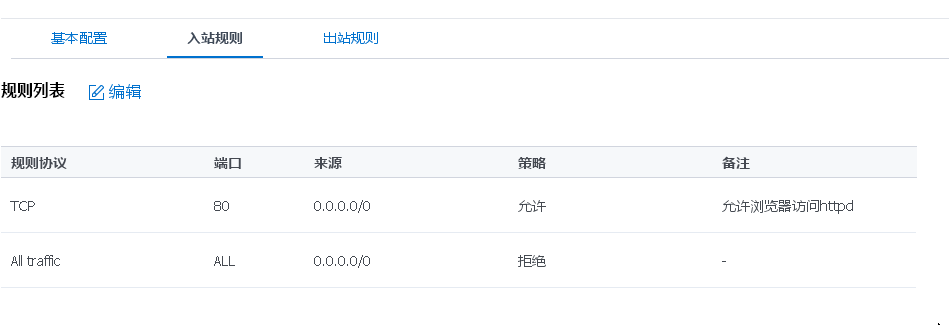 基本配置 入站规则 出站规则
规则列表 编辑
规则协议 端口 来源 策略 备注
TCP 80 0.0.0.0/0 允许 允许浏览器访问httpd
All traffic ALL 0.0.0.0/0 拒绝 -